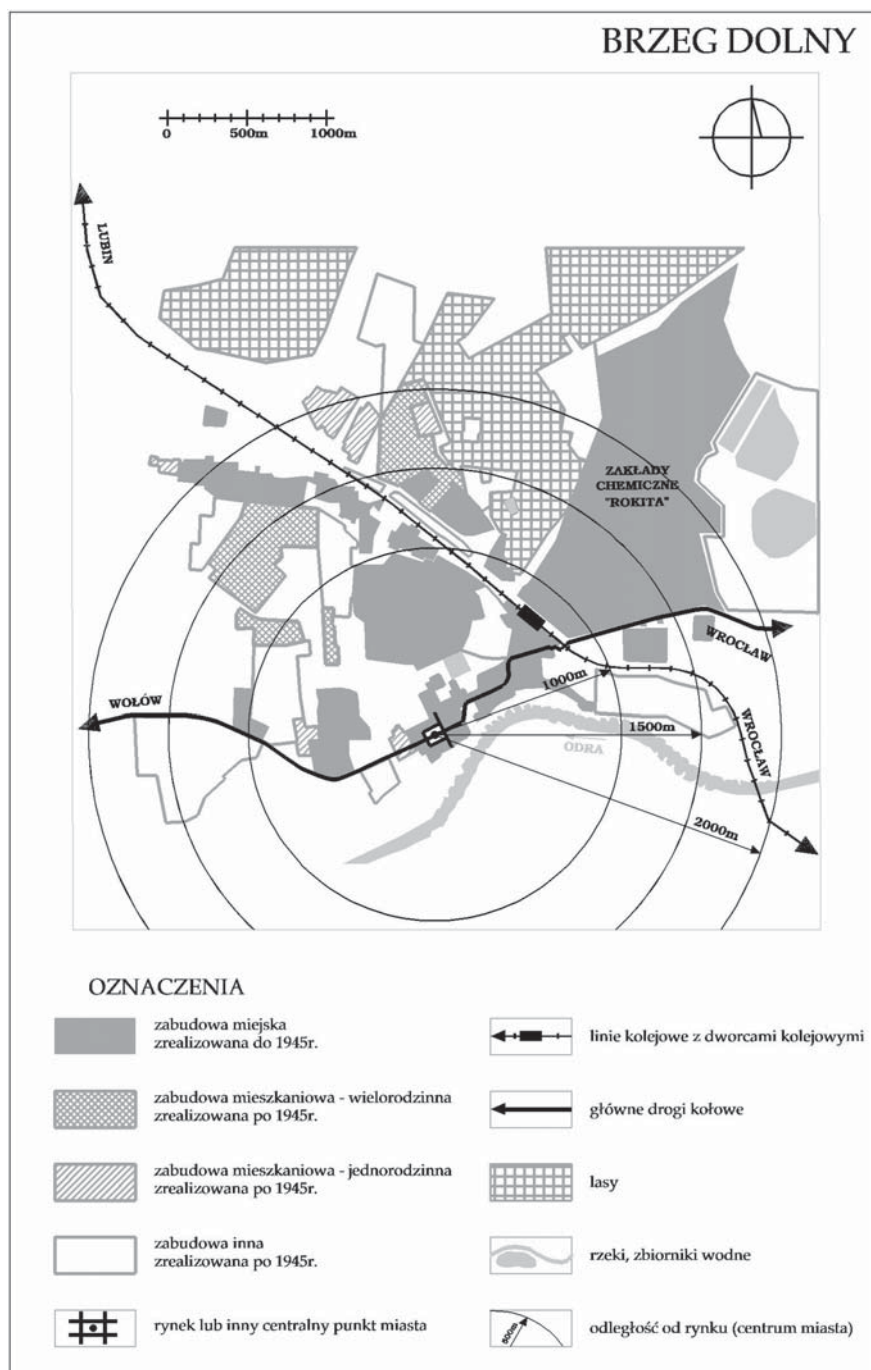 BRZEG DOLNY
0 500m 1000m
LUBIN
ZAKŁADY
CHEMICZNE
"ROKITA"
WROCŁAW
1000m
WOŁÓW
1500m
ODRA
WROCŁAW
2000m
OZNACZENIA
zabudowa miejska
zrealizowana do 1945r.
zabudowa mieszkaniowa - wielorodzinna
zrealizowana po 1945r.
zabudowa mieszkaniowa - jednorodzinna
zrealizowana po 1945r.
zabudowa inna
zrealizowana po 1945r.
rynek lub inny centralny punkt miasta
linie kolejowe z dworcami kolejowymi
główne drogi kołowe
lasy
rzeki, zbiorniki wodne
500m
odległość od rynku (centrum miasta)